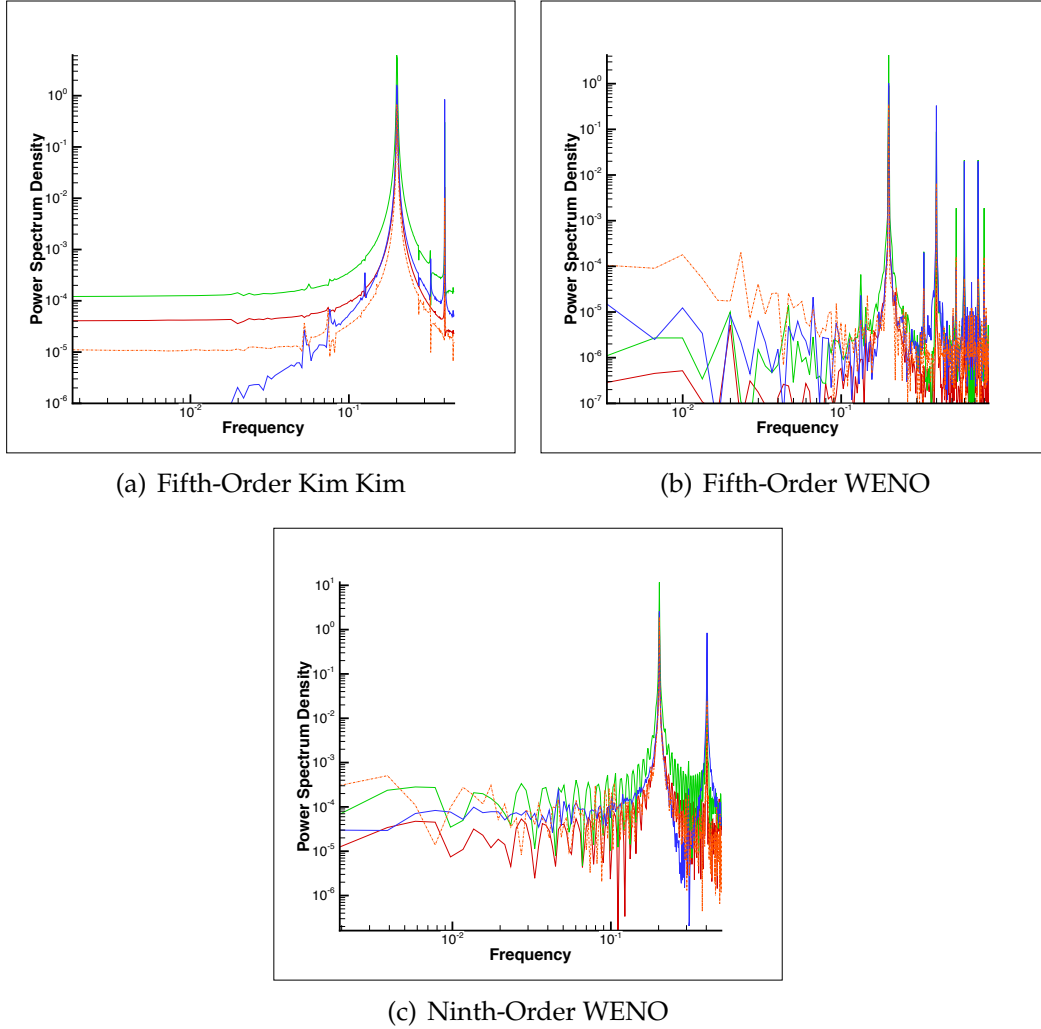 10⁰
10⁻¹
10⁻²
10⁻³
10⁻⁴
10⁻⁵
10⁻⁶
Power Spectrum Density
10⁻² 10⁻¹
Frequency
(a) Fifth-Order Kim Kim
10⁰
10⁻¹
10⁻²
10⁻³
10⁻⁴
10⁻⁵
10⁻⁶
10⁻⁷
Power Spectrum Density
10⁻² 10⁻¹
Frequency
(b) Fifth-Order WENO
10¹
10⁰
10⁻¹
10⁻²
10⁻³
10⁻⁴
10⁻⁵
10⁻⁶
Power Spectrum Density
10⁻² 10⁻¹
Frequency
(c) Ninth-Order WENO